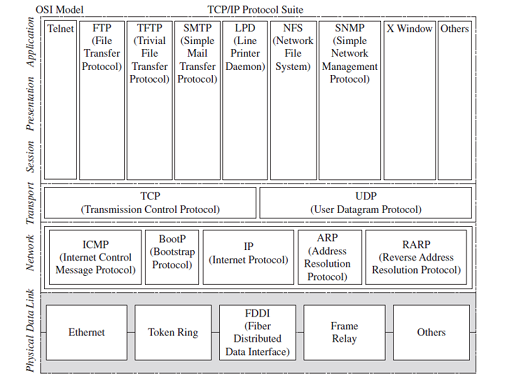 OSI Model
TCP/IP Protocol Suite
Application
Presentation
Session
Telnet
FTP
(File
Transfer
Protocol)
TFTP
(Trivial
File
Transfer
Protocol)
SMTP
(Simple
Mail
Transfer
Protocol)
LPD
(Line
Printer
Daemon)
NFS
(Network
File
System)
SNMP
(Simple
Network
Management
Protocol)
X Window
Others
Transport
TCP
(Transmission Control Protocol)
UDP
(User Datagram Protocol)
Network
ICMP
(Internet Control
Message Protocol)
BootP
(Bootstrap
Protocol)
IP
(Internet Protocol)
ARP
(Address
Resolution
Protocol)
RARP
(Reverse Address
Resolution Protocol)
Physical Data Link
Ethernet
Token Ring
FDDI
(Fiber
Distributed
Data Interface)
Frame
Relay
Others